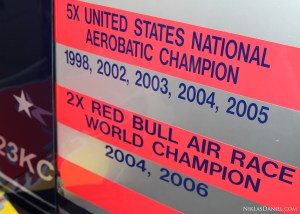 5X UNITED STATES NATIONAL
AEROBATIC CHAMPION
1998, 2002, 2003, 2004, 2005
2X RED BULL AIR RACE
WORLD CHAMPION
2004, 2006
23KC
NIKLASDANIEL.COM